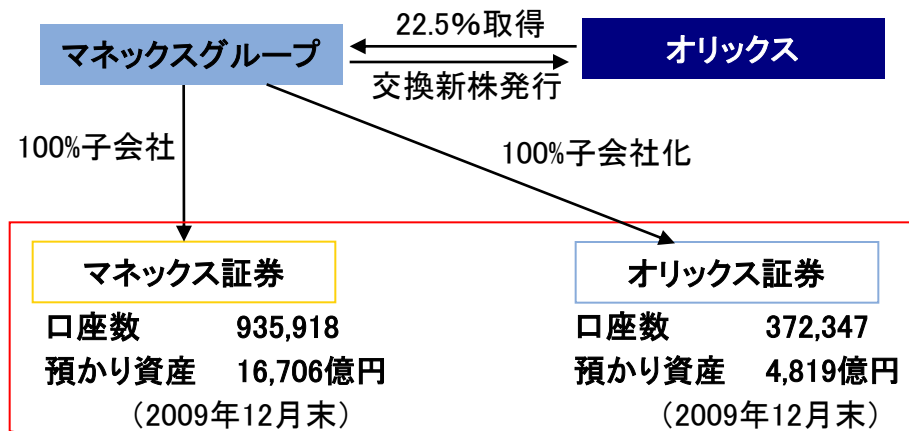 22.5%取得
マネックスグループ
オリックス
交換新株発行
100%子会社
100%子会社化
マネックス証券
口座数 935,918
預かり資産 16,706億円
(2009年12月末)
オリックス証券
口座数 372,347
預かり資産 4,819億円
(2009年12月末)